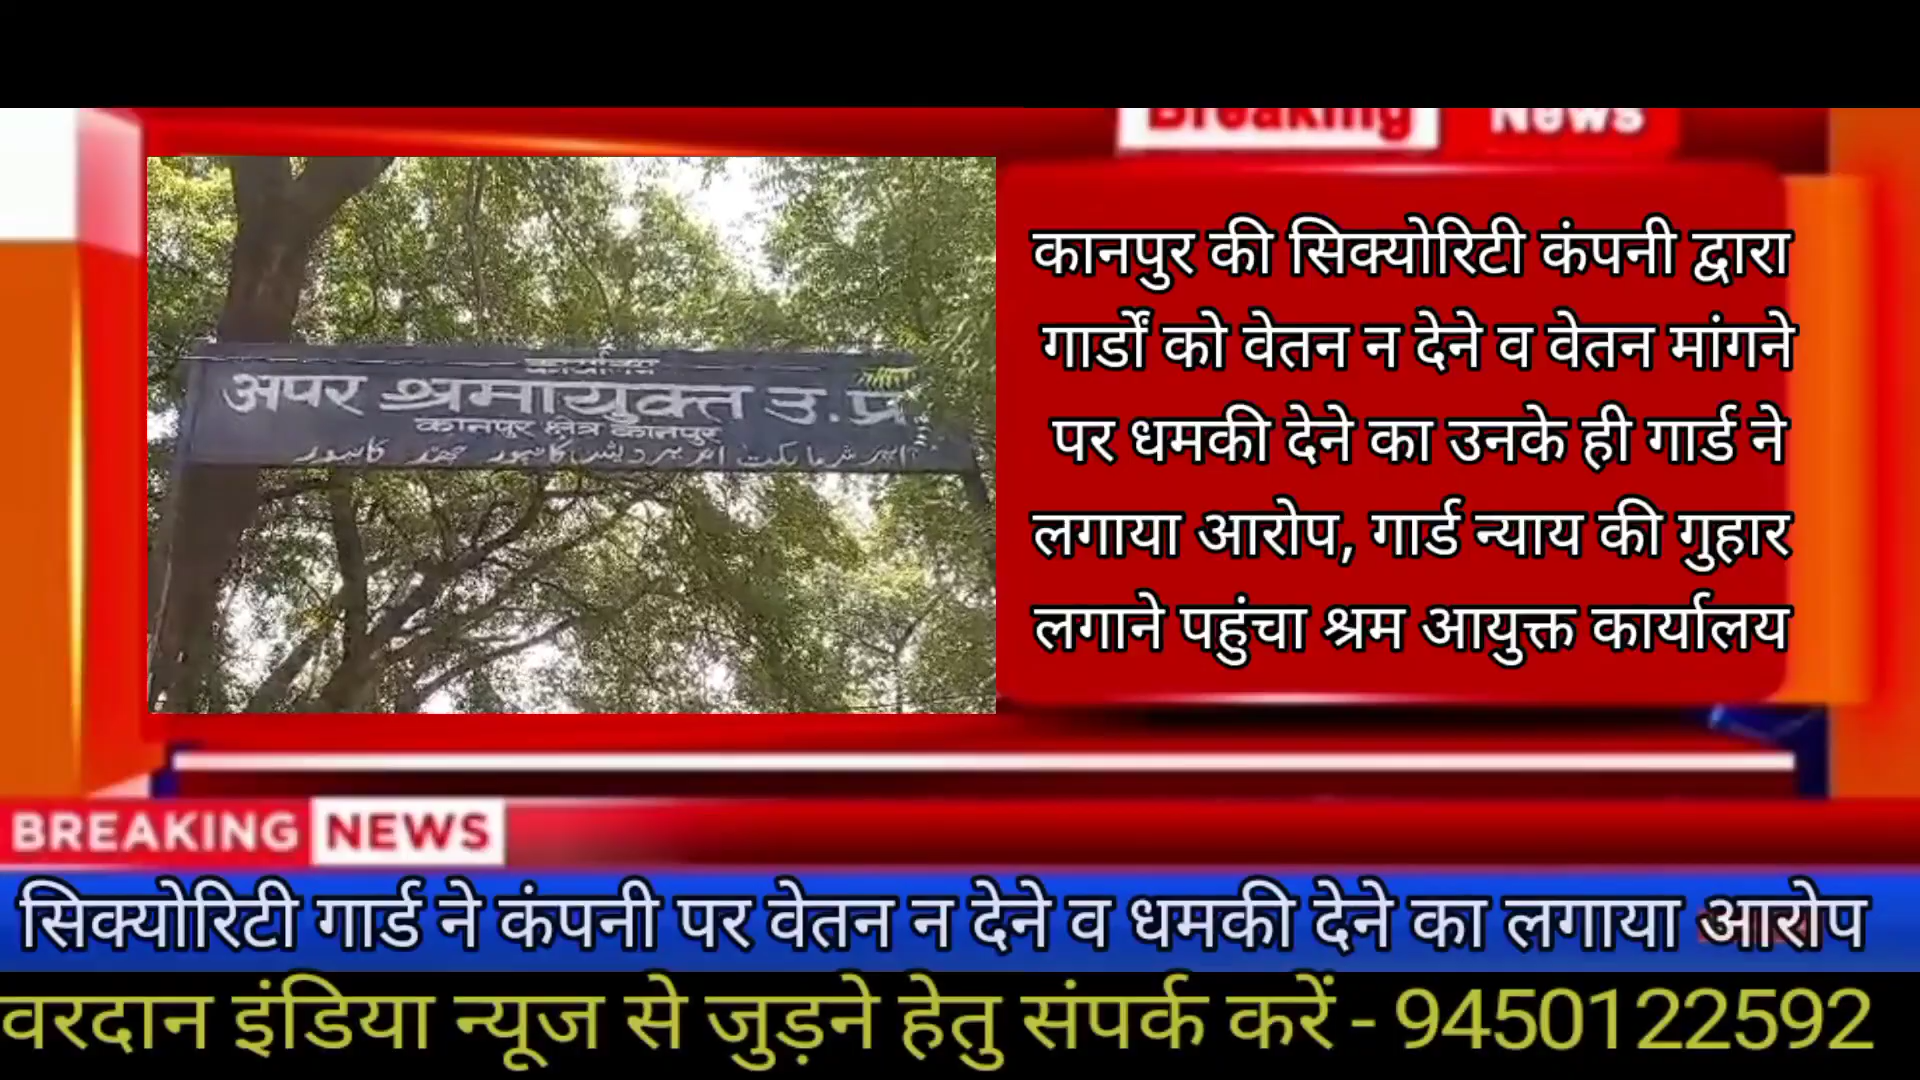 Breaking News
कार्यालय
अपर श्रमायुक्त उ.प्र.
कानपुर क्षेत्र कानपुर
कानपुर की सिक्योरिटी कंपनी द्वारा
गार्डों को वेतन न देने व वेतन मांगने
पर धमकी देने का उनके ही गार्ड ने
लगाया आरोप, गार्ड न्याय की गुहार
लगाने पहुंचा श्रम आयुक्त कार्यालय
BREAKING NEWS
सिक्योरिटी गार्ड ने कंपनी पर वेतन न देने व धमकी देने का लगाया आरोप
वरदान इंडिया न्यूज से जुड़ने हेतु संपर्क करें - 9450122592